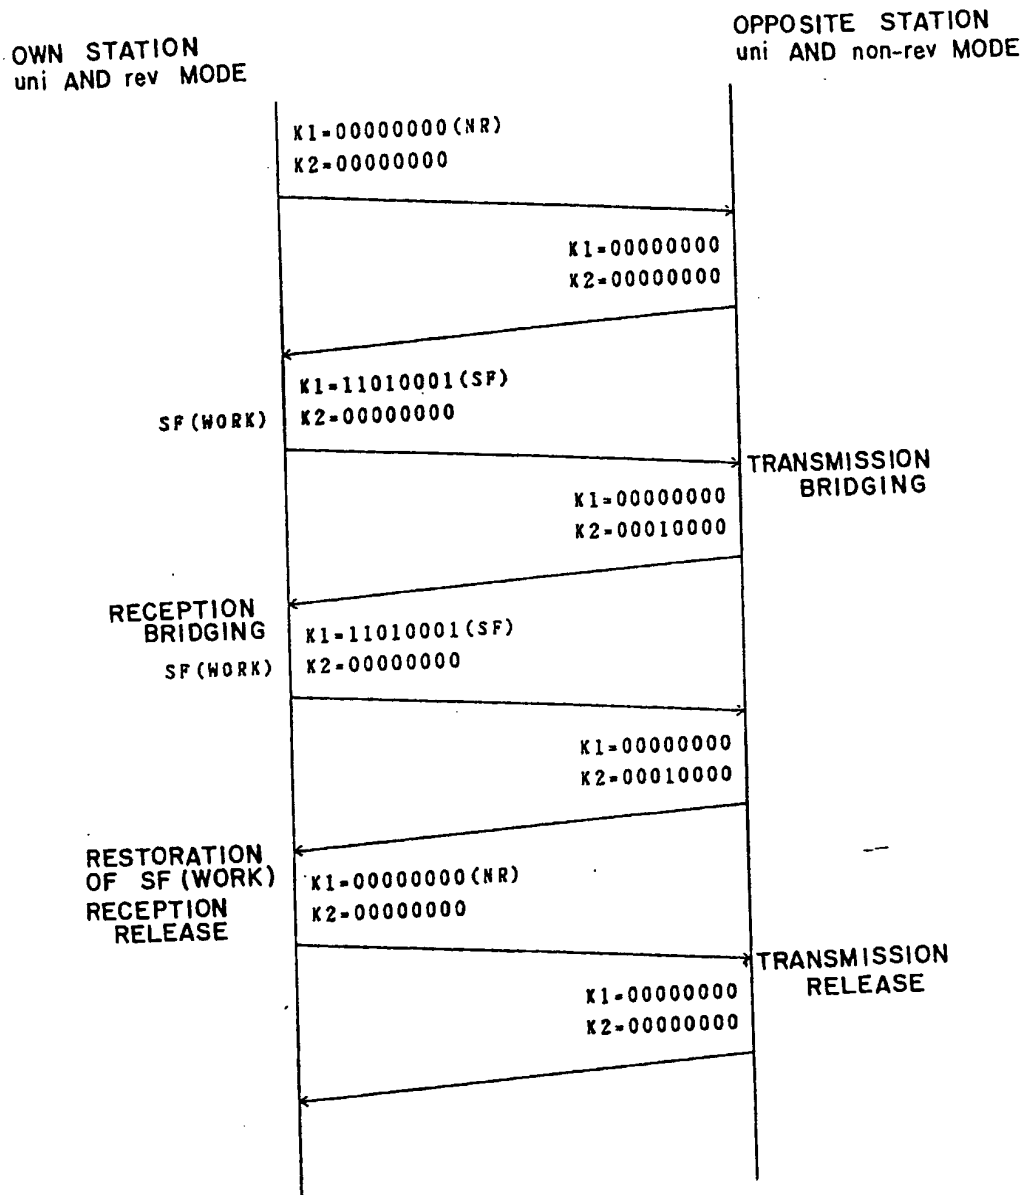 OWN STATION
uni AND rev MODE
OPPOSITE STATION
uni AND non-rev MODE
K1=00000000(NR)
K2=00000000
K1=00000000
K2=00000000
K1=11010001(SF)
SF(WORK)
K2=00000000
TRANSMISSION
BRIDGING
K1=00000000
K2=00010000
RECEPTION
BRIDGING
K1=11010001(SF)
SF(WORK)
K2=00000000
K1=00000000
K2=00010000
RESTORATION
OF SF(WORK)
K1=00000000(NR)
RECEPTION
RELEASE
K2=00000000
TRANSMISSION
RELEASE
K1=00000000
K2=00000000